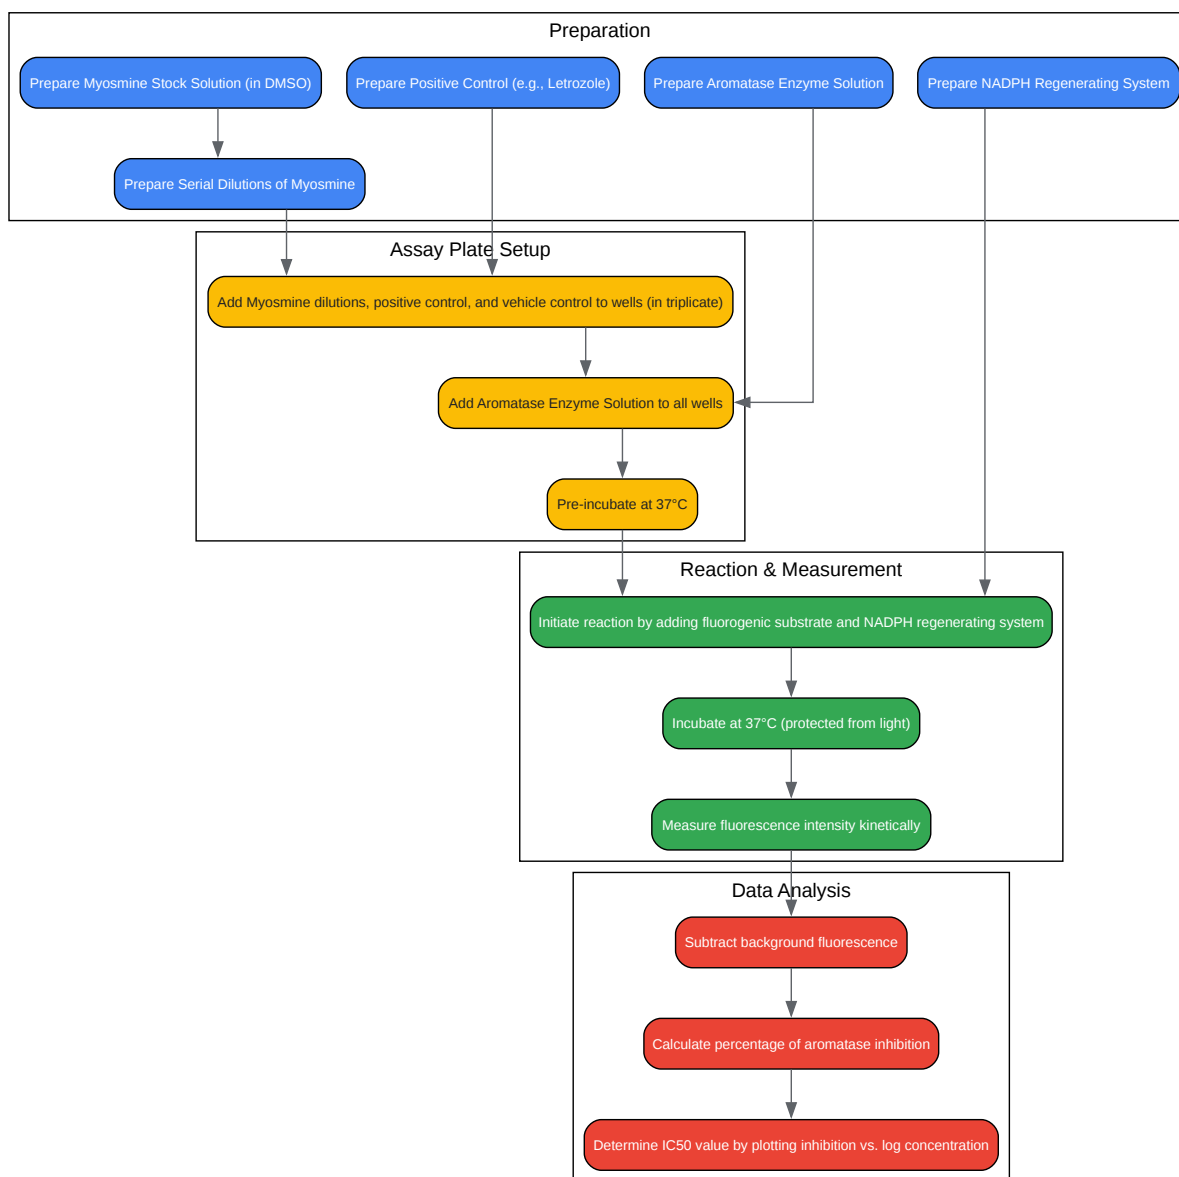 Preparation
Prepare Myosmine Stock Solution (in DMSO)
Prepare Positive Control (e.g., Letrozole)
Prepare Aromatase Enzyme Solution
Prepare NADPH Regenerating System
Prepare Serial Dilutions of Myosmine
Assay Plate Setup
Add Myosmine dilutions, positive control, and vehicle control to wells (in triplicate)
Add Aromatase Enzyme Solution to all wells
Pre-incubate at 37°C
Reaction & Measurement
Initiate reaction by adding fluorogenic substrate and NADPH regenerating system
Incubate at 37°C (protected from light)
Measure fluorescence intensity kinetically
Data Analysis
Subtract background fluorescence
Calculate percentage of aromatase inhibition
Determine IC50 value by plotting inhibition vs. log concentration